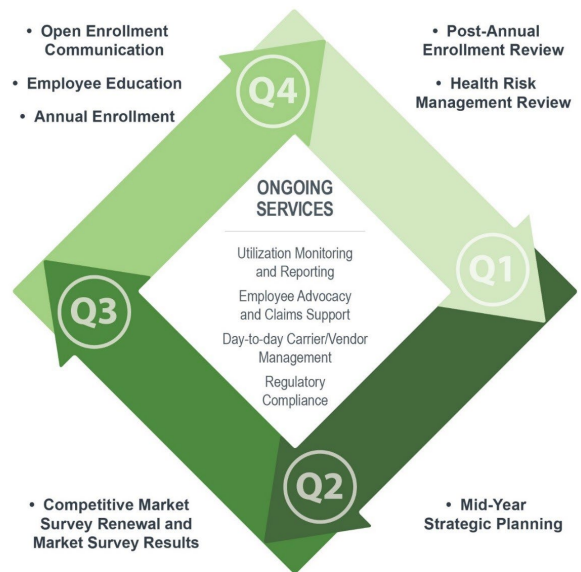 • Open Enrollment
Communication
• Employee Education
• Annual Enrollment
Q4
• Post-Annual
Enrollment Review
• Health Risk
Management Review
Q1
ONGOING
SERVICES
Utilization Monitoring
and Reporting
Employee Advocacy
and Claims Support
Day-to-day Carrier/Vendor
Management
Regulatory
Compliance
Q3
Q2
• Competitive Market
Survey Renewal and
Market Survey Results
• Mid-Year
Strategic Planning